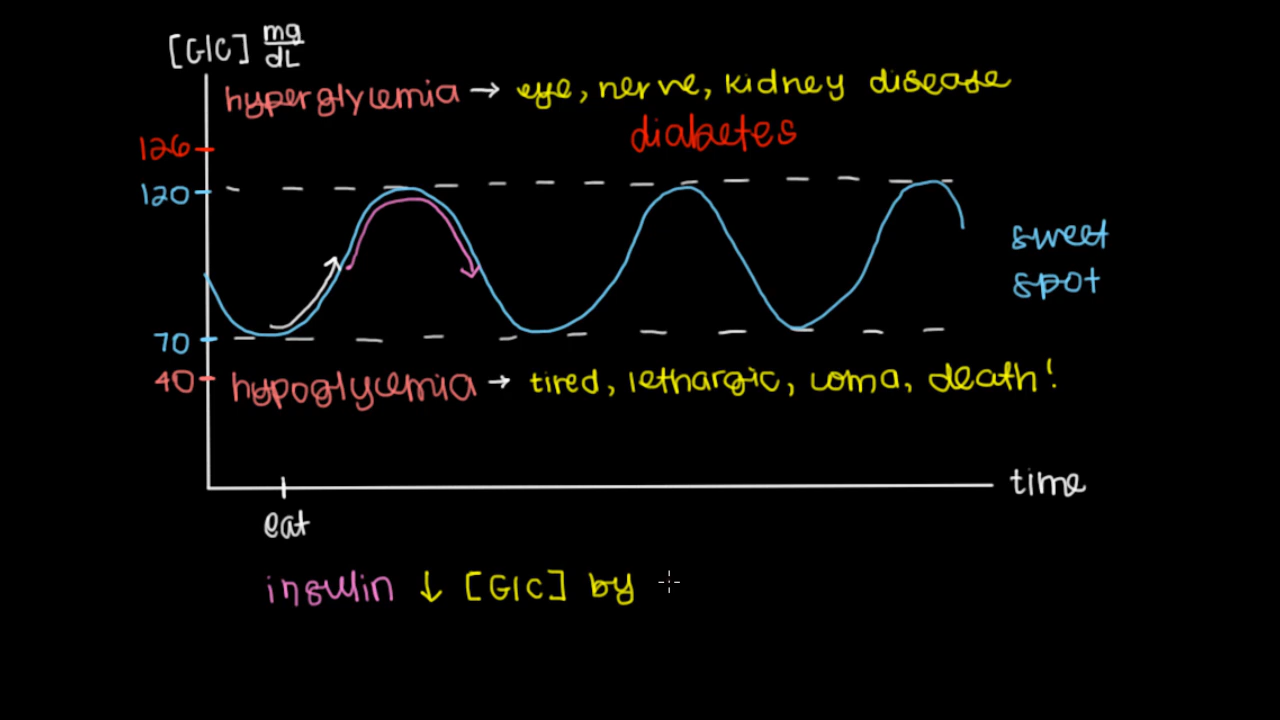 [Glc] mg/dL
hyperglycemia → eye, nerve, kidney disease
126
diabetes
120
sweet
spot
70
40
hypoglycemia → tired, lethargic, coma, death!
time
eat
insulin ↓ [Glc] by